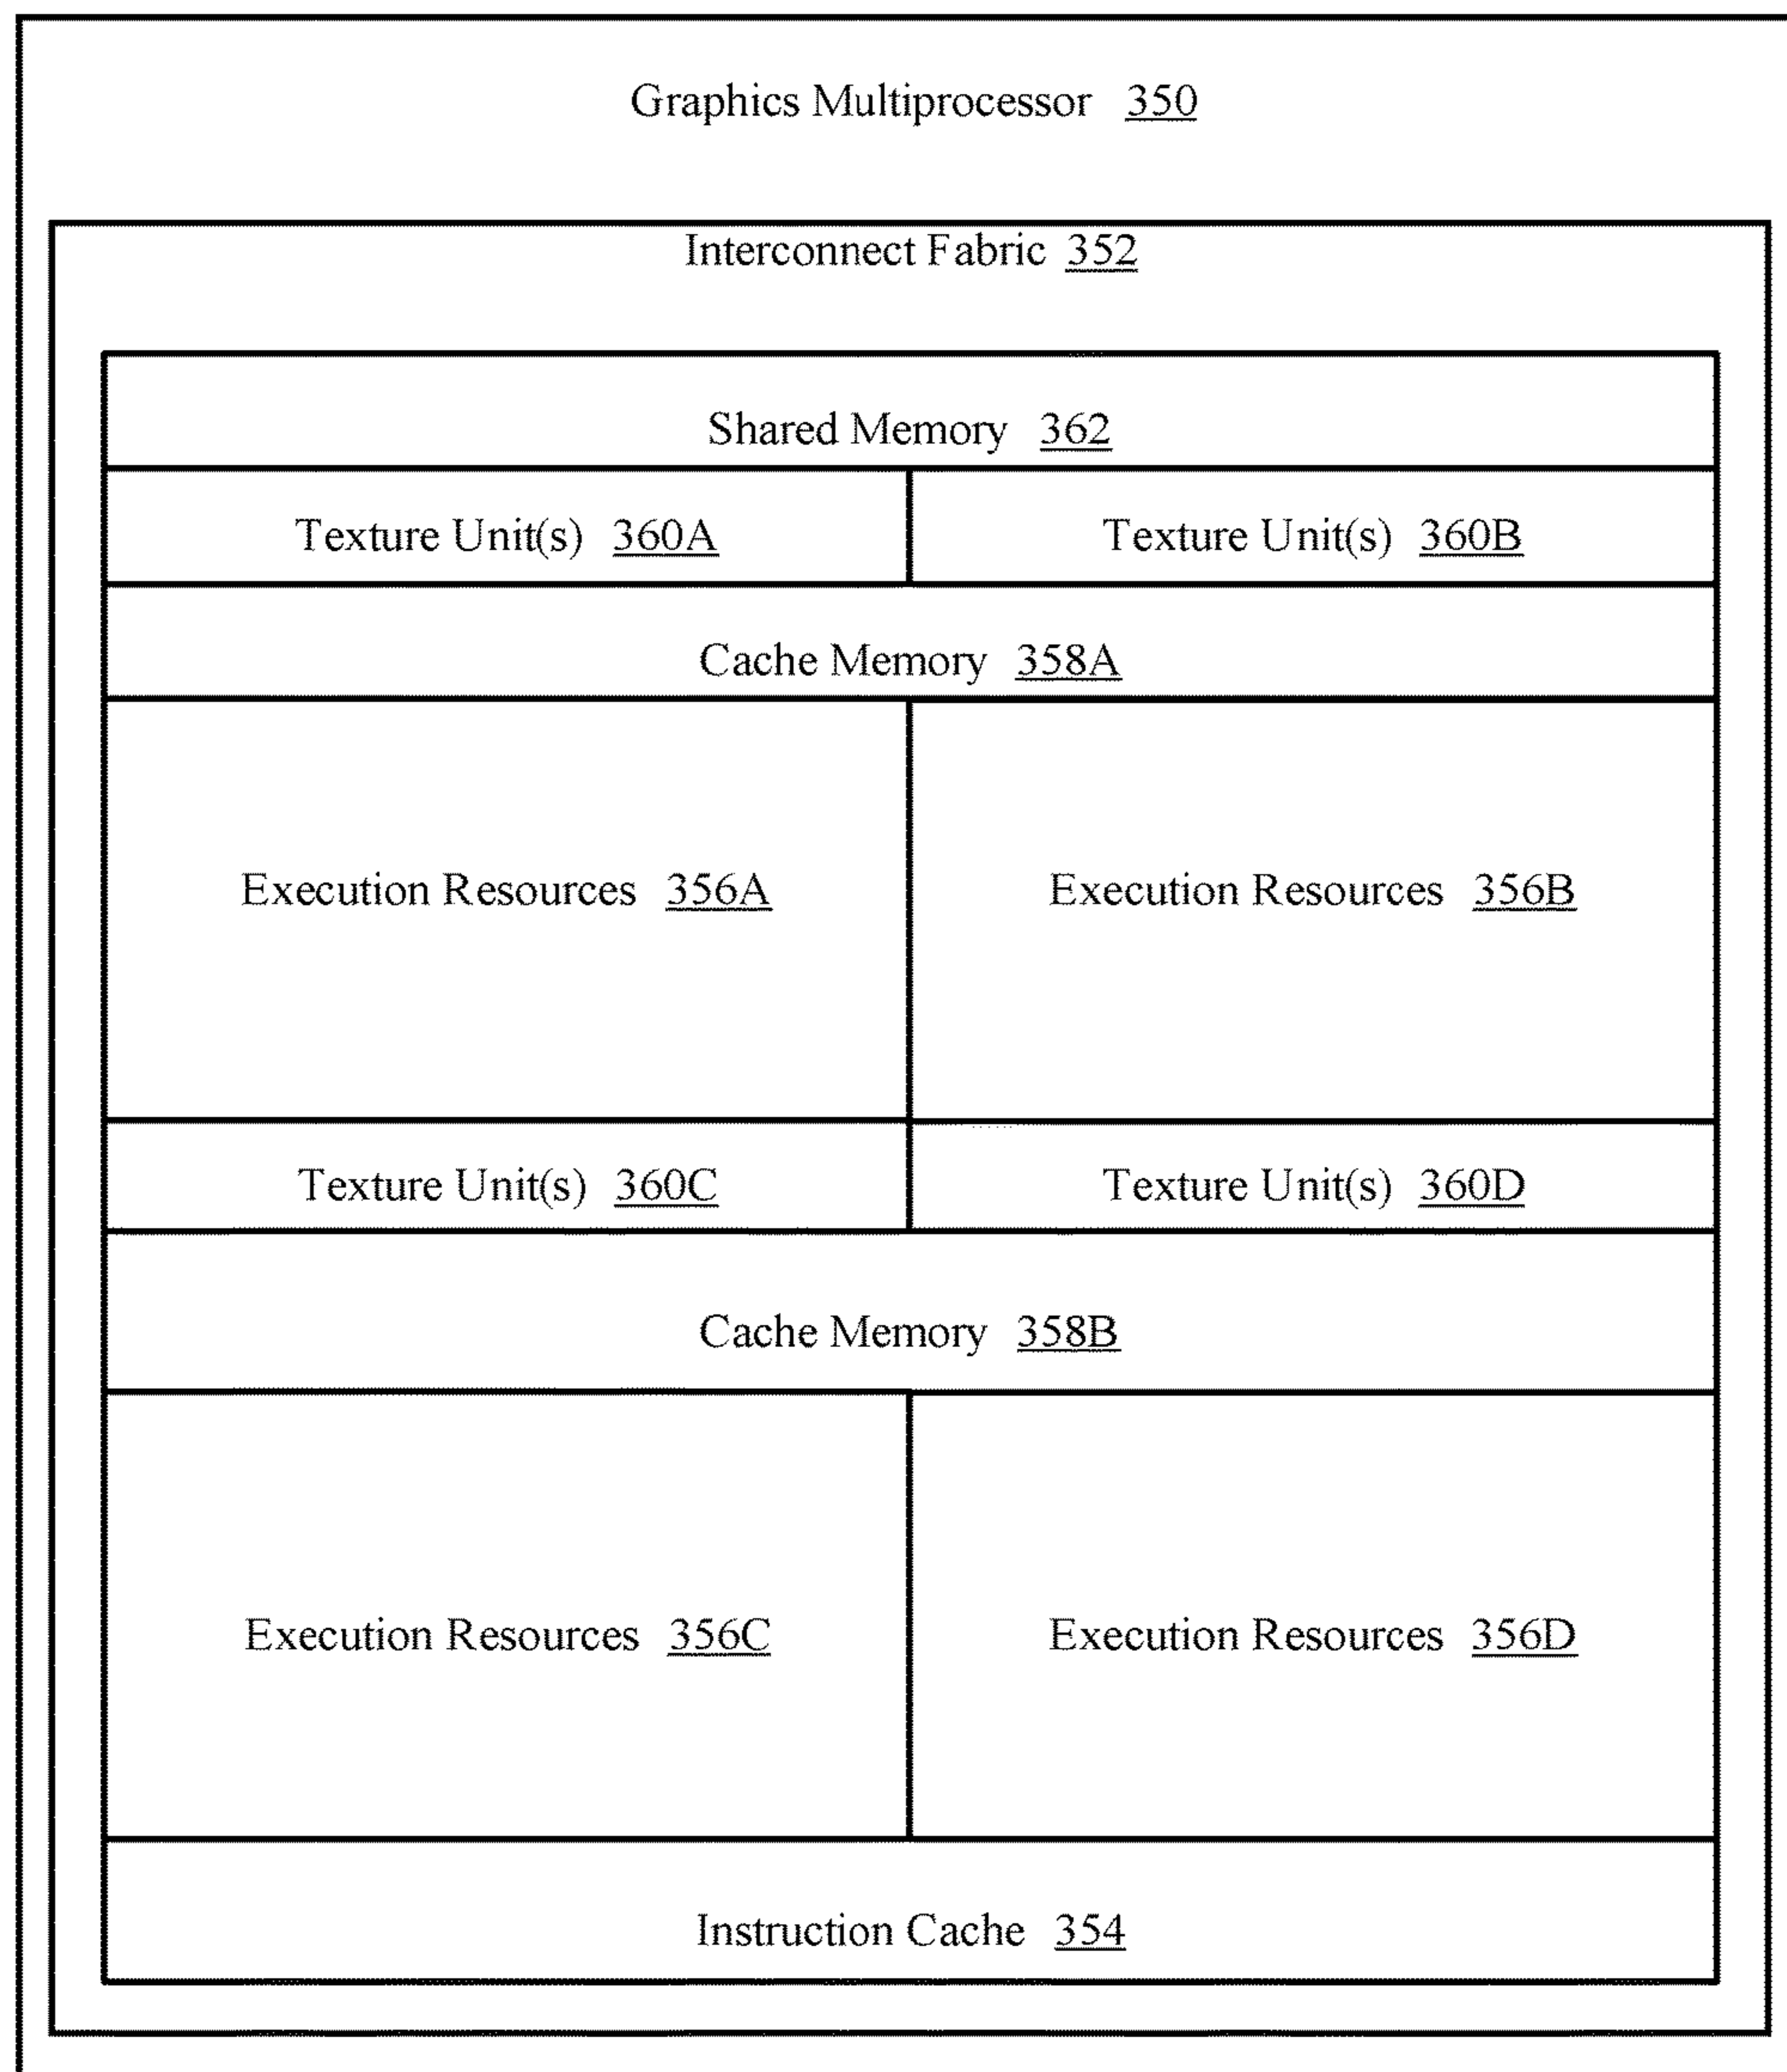 Graphics Multiprocessor 350
Interconnect Fabric 352
Shared Memory 362
Texture Unit(s) 360A
Texture Unit(s) 360B
Cache Memory 358A
Execution Resources 356A
Execution Resources 356B
Texture Unit(s) 360C
Texture Unit(s) 360D
Cache Memory 358B
Execution Resources 356C
Execution Resources 356D
Instruction Cache 354